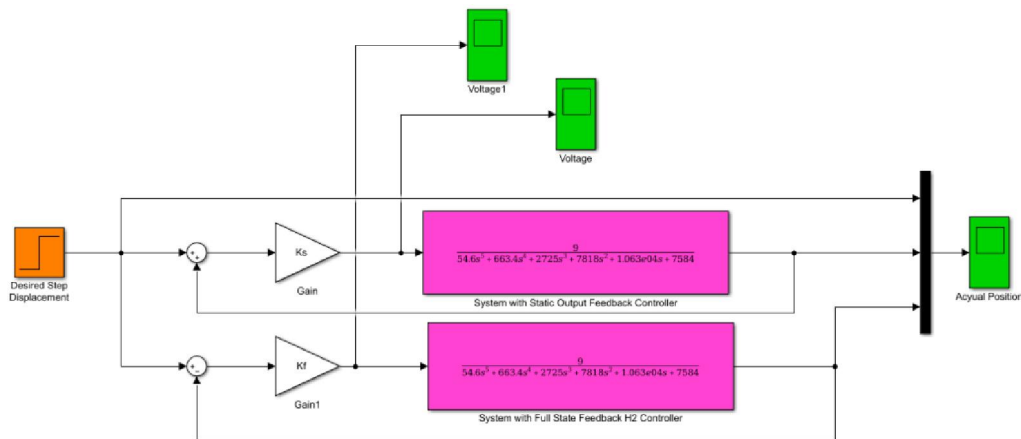 Voltage1
Voltage
Desired Step
Displacement
Ks
Gain
9
54.6s⁵ + 663.4s⁴ + 2725s³ + 7818s² + 1.063e04s + 7584
System with Static Output Feedback Controller
Acyual Position
Kf
Gain1
9
54.6s⁵ + 663.4s⁴ + 2725s³ + 7818s² + 1.063e04s + 7584
System with Full State Feedback H2 Controller